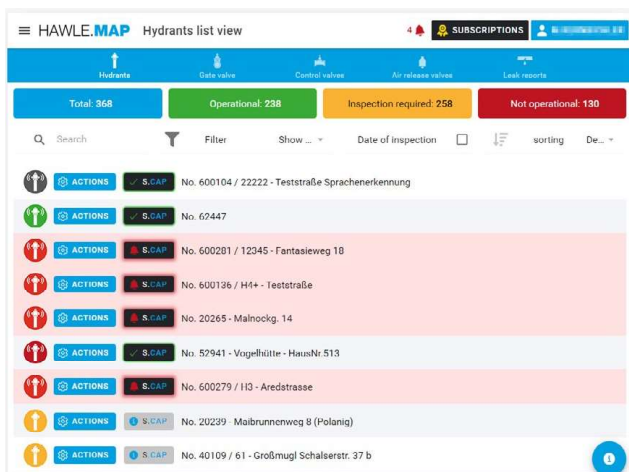 HAWLE.MAP Hydrants list view 4 SUBSCRIPTIONS
Hydrants Gate valve Control valves Air release valves Leak reports
Total: 368 Operational: 238 Inspection required: 258 Not operational: 130
Search Filter Show ... Date of inspection sorting De...
ACTIONS S.CAP No. 600104 / 22222 - Teststraße Sprachenerkennung
ACTIONS S.CAP No. 62447
ACTIONS S.CAP No. 600281 / 12345 - Fantasieweg 18
ACTIONS S.CAP No. 600136 / H4+ - Teststraße
ACTIONS S.CAP No. 20265 - Malnockg. 14
ACTIONS S.CAP No. 52941 - Vogelhütte - HausNr.513
ACTIONS S.CAP No. 600279 / H3 - Aredstrasse
ACTIONS S.CAP No. 20239 - Maibrunnenweg 8 (Polanig)
ACTIONS S.CAP No. 40109 / 61 - Großmugl Schalserstr. 37 b